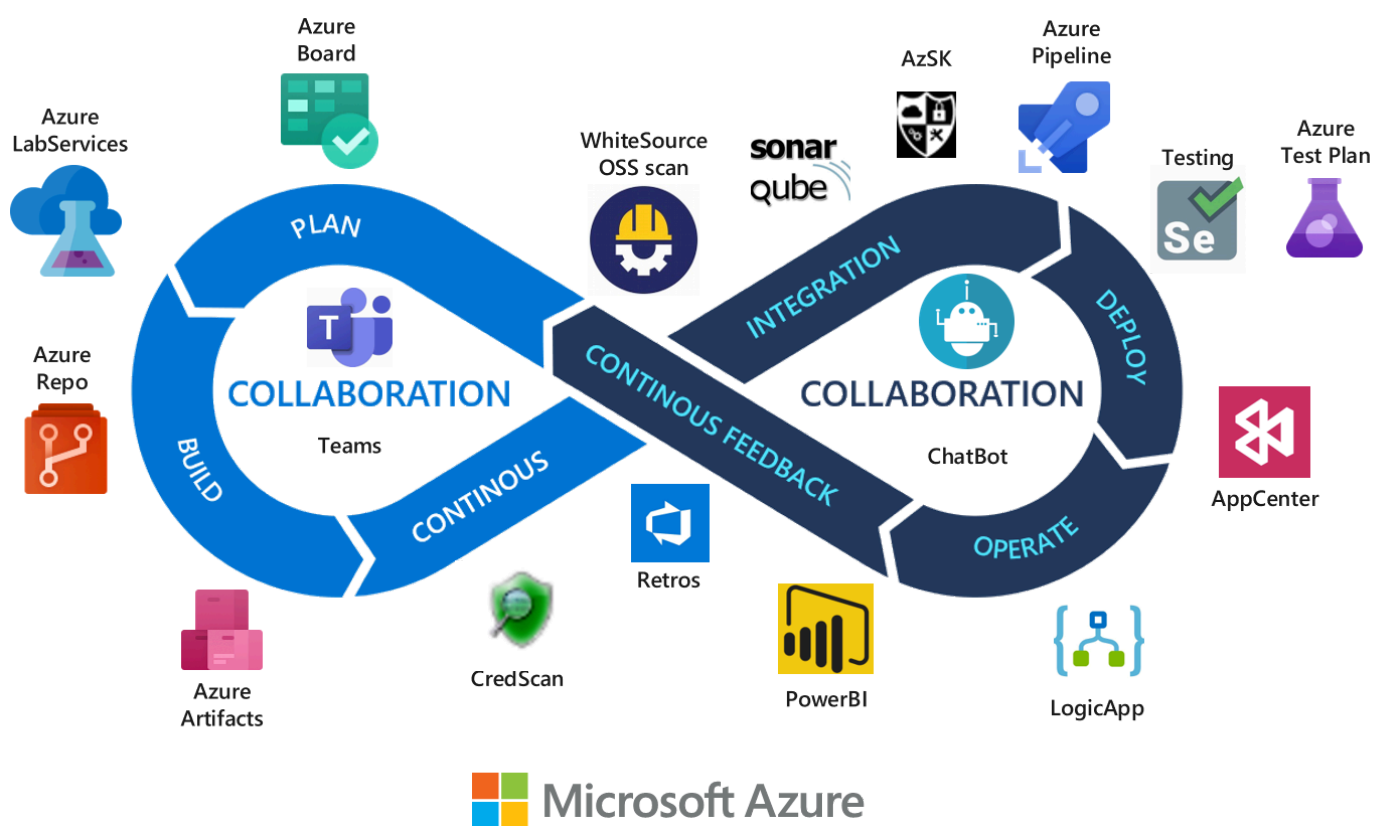 Azure
Board
Azure
LabServices
WhiteSource
OSS scan
sonar
qube
AzSK
Azure
Pipeline
Testing
Se
Azure
Test Plan
PLAN
T
COLLABORATION
Teams
Azure
Repo
BUILD
CONTINOUS
INTEGRATION
CONTINOUS FEEDBACK
COLLABORATION
ChatBot
DEPLOY
OPERATE
AppCenter
Retros
Azure
Artifacts
CredScan
PowerBI
LogicApp
Microsoft Azure